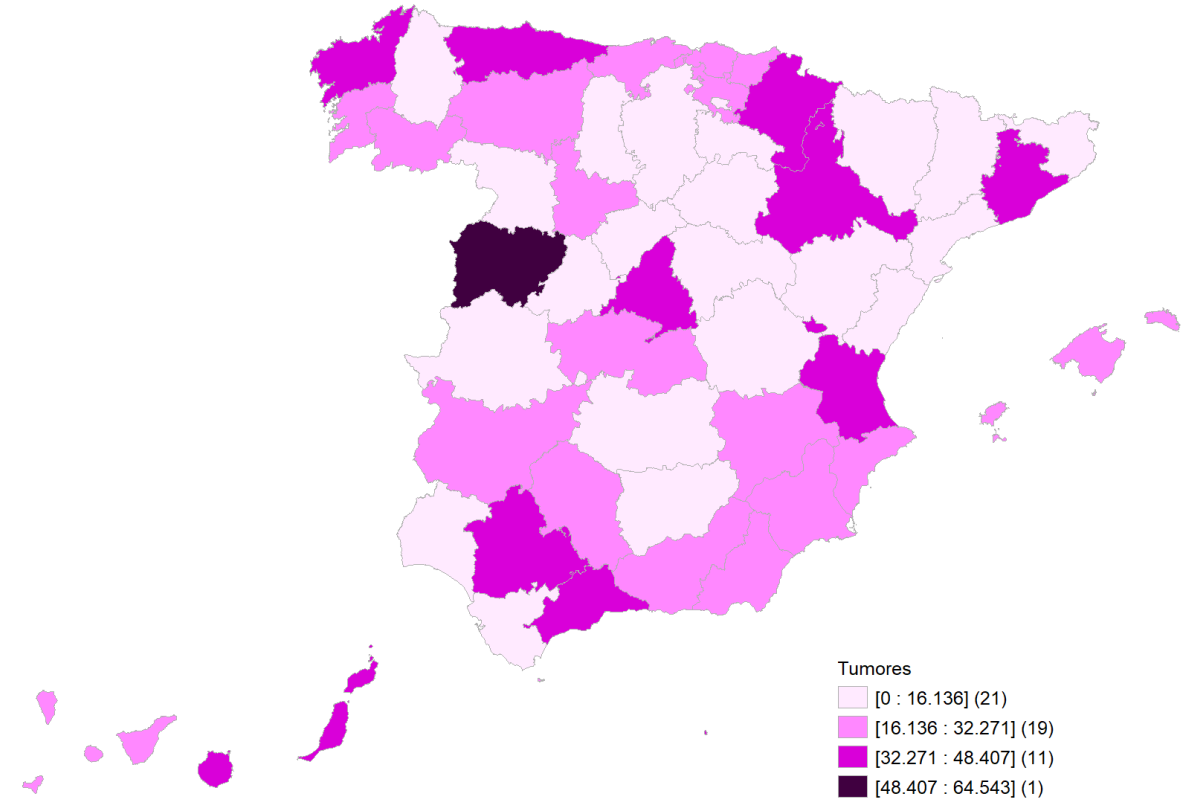 Tumores
[0 : 16.136] (21)
[16.136 : 32.271] (19)
[32.271 : 48.407] (11)
[48.407 : 64.543] (1)